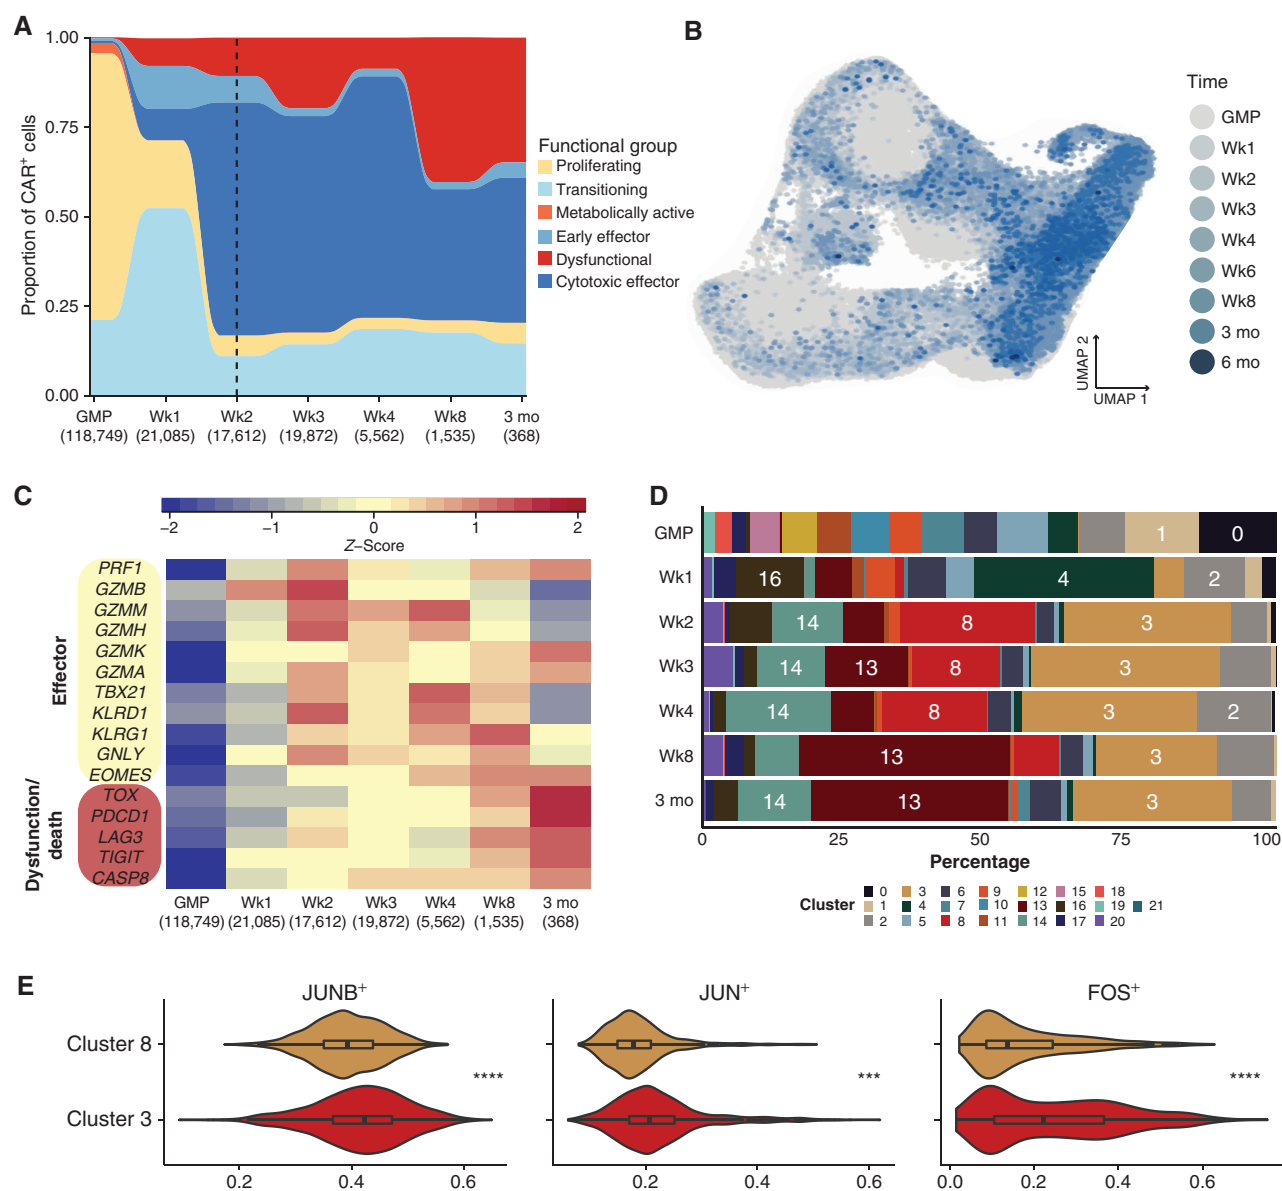 A
1.00
0.75
0.50
0.25
0.00
Proportion of CAR+ cells
GMP Wk1 Wk2 Wk3 Wk4 Wk8 3 mo
(118,749) (21,085) (17,612) (19,872) (5,562) (1,535) (368)
Functional group
Proliferating
Transitioning
Metabolically active
Early effector
Dysfunctional
Cytotoxic effector
B
UMAP 2
UMAP 1
Time
GMP
Wk1
Wk2
Wk3
Wk4
Wk6
Wk8
3 mo
6 mo
C
−2 −1 0 1 2
Z−Score
Effector
PRF1
GZMB
GZMM
GZMH
GZMK
GZMA
TBX21
KLRD1
KLRG1
GNLY
EOMES
Dysfunction/
death
TOX
PDCD1
LAG3
TIGIT
CASP8
GMP Wk1 Wk2 Wk3 Wk4 Wk8 3 mo
(118,749) (21,085) (17,612) (19,872) (5,562) (1,535) (368)
D
GMP 1 0
Wk1 16 4 2
Wk2 14 8 3
Wk3 14 13 8 3
Wk4 14 8 3 2
Wk8 13 3
3 mo 14 13 3
0 25 50 75 100
Percentage
Cluster
0 3 6 9 12 15 18
1 4 7 10 13 16 19 21
2 5 8 11 14 17 20
E
JUNB+ JUN+ FOS+
Cluster 8
**** *** ****
Cluster 3
0.2 0.4 0.6 0.2 0.4 0.6 0.0 0.2 0.4 0.6